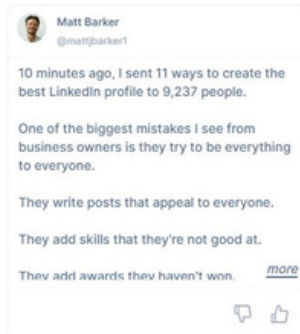 Matt Barker
@mattjbarker1
10 minutes ago, I sent 11 ways to create the
best LinkedIn profile to 9,237 people.
One of the biggest mistakes I see from
business owners is they try to be everything
to everyone.
They write posts that appeal to everyone.
They add skills that they're not good at.
They add awards they haven't won.
more